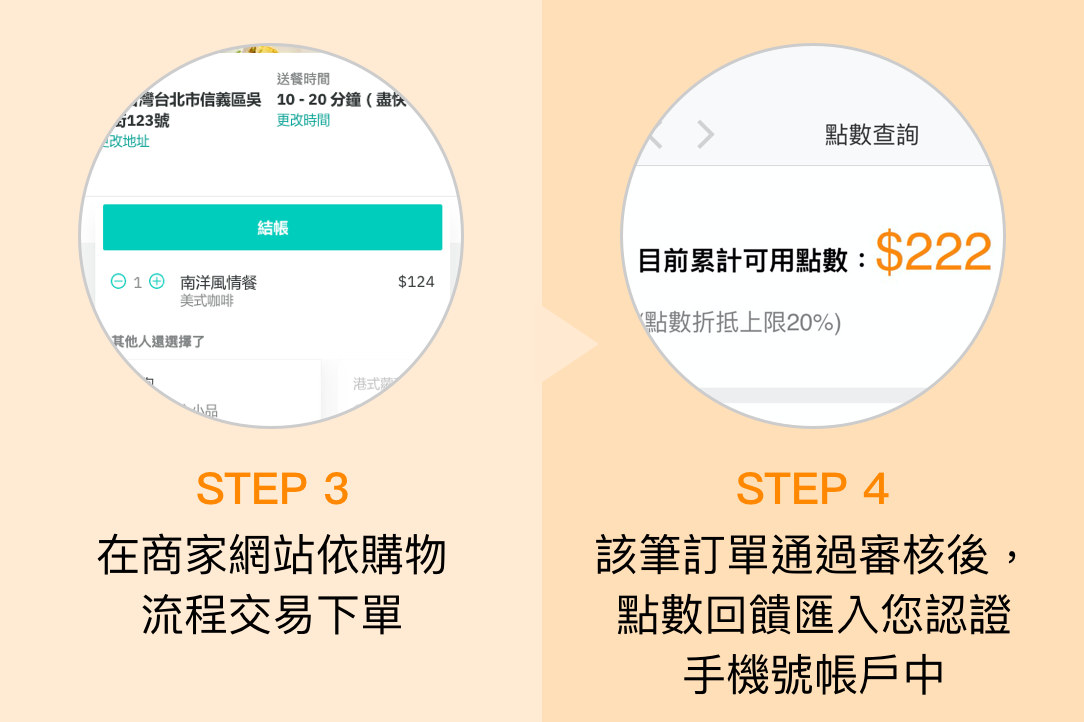 送餐時間
灣台北市信義區吳
10 - 20 分鐘 ( 盡快
街123號
更改時間
更改地址
結帳
1
南洋風情餐
$124
美式咖啡
其他人還選擇了
港式蘿
小品
STEP 3
在商家網站依購物
流程交易下單
點數查詢
目前累計可用點數：$222
(點數折抵上限20%)
STEP 4
該筆訂單通過審核後，
點數回饋匯入您認證
手機號帳戶中